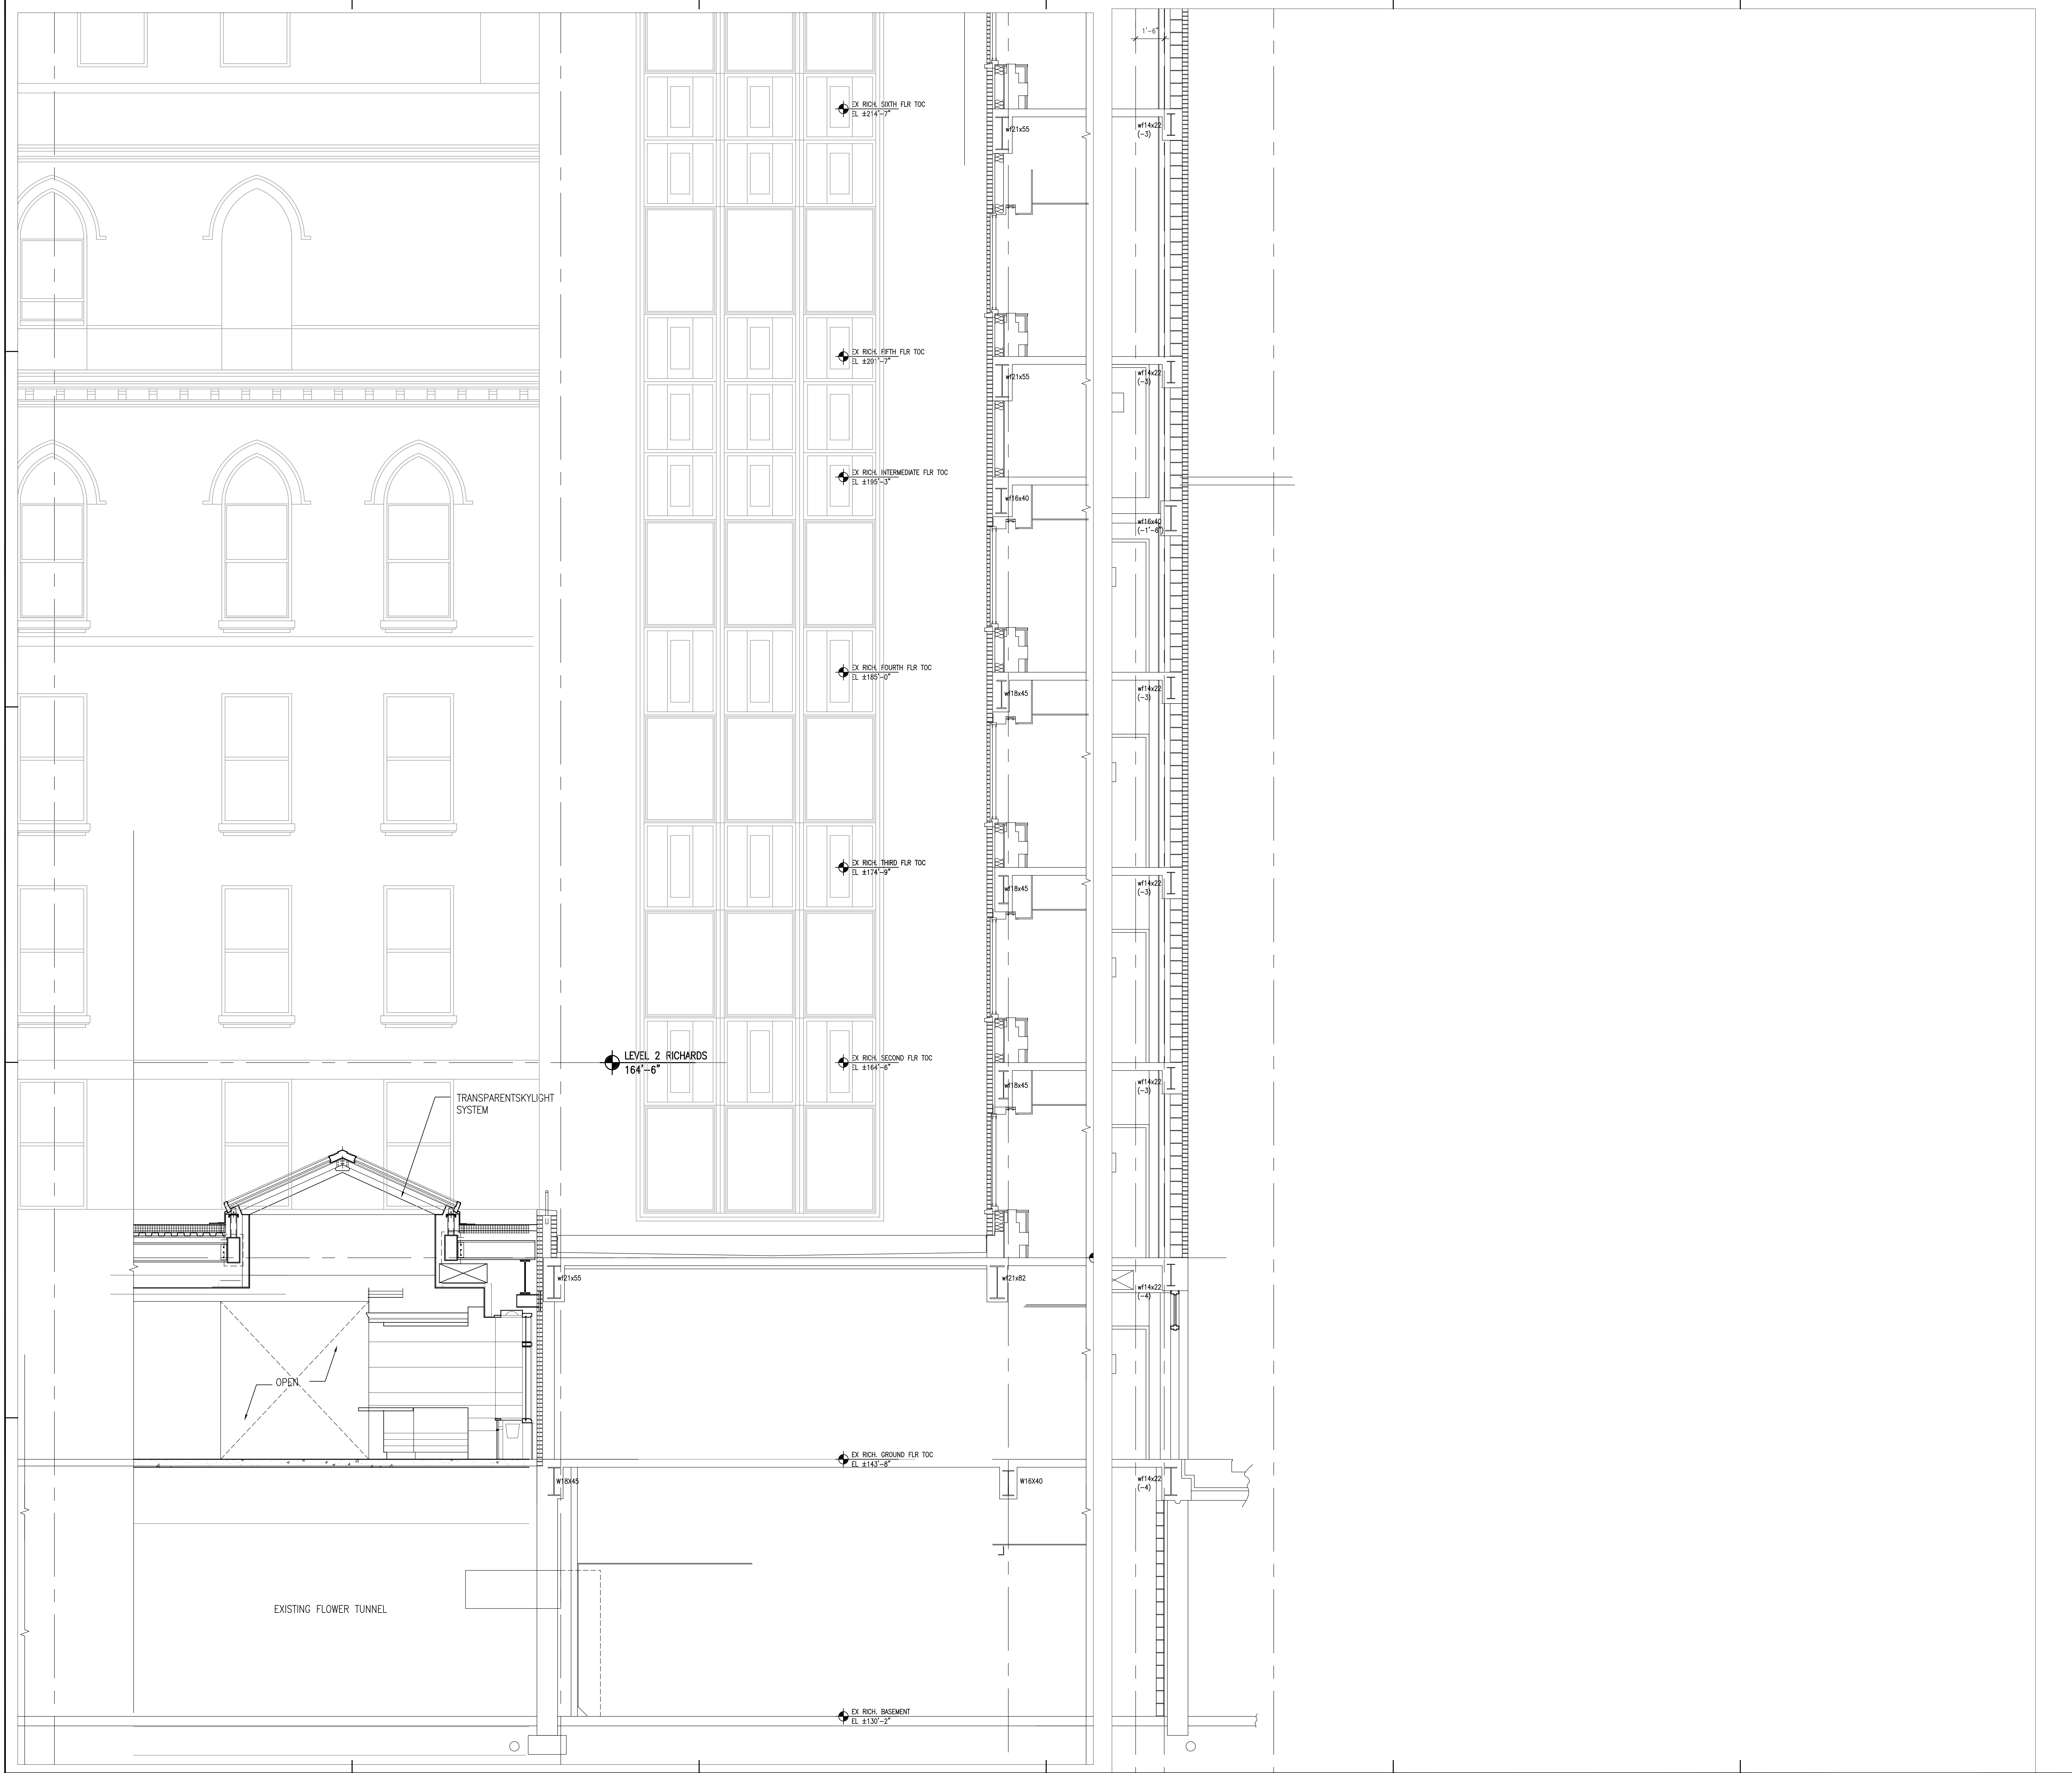 1'-6"
EX RICH. SIXTH FLR TOC
EL ±214'-7"
wf21x55
wf14x22
(-3)
EX RICH. FIFTH FLR TOC
EL ±201'-7"
wf21x55
wf14x22
(-3)
EX RICH. INTERMEDIATE FLR TOC
EL ±195'-3"
wf16x40
wf16x40
(-1'-6")
EX RICH. FOURTH FLR TOC
EL ±185'-0"
wf18x45
wf14x22
(-3)
EX RICH. THIRD FLR TOC
EL ±174'-9"
wf18x45
wf14x22
(-3)
LEVEL 2 RICHARDS
164'-6"
EX RICH. SECOND FLR TOC
EL ±164'-6"
wf18x45
wf14x22
(-3)
TRANSPARENTSKYLIGHT
SYSTEM
wf21x55
wf21x82
wf14x22
(-4)
OPEN
EX RICH. GROUND FLR TOC
EL ±143'-8"
W18X45
W16X40
wf14x22
(-4)
EXISTING FLOWER TUNNEL
EX RICH. BASEMENT
EL ±130'-2"